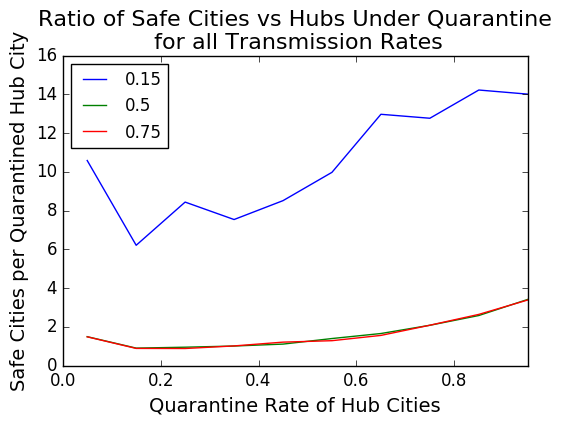 Ratio of Safe Cities vs Hubs Under Quarantine
for all Transmission Rates
Safe Cities per Quarantined Hub City
16
14
12
10
8
6
4
2
0
0.15
0.5
0.75
0.0 0.2 0.4 0.6 0.8
Quarantine Rate of Hub Cities